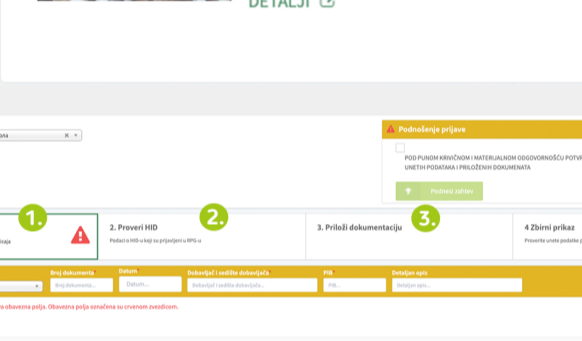 DETALJI
Podnošenje prijave
POD PUNOM KRIVIČNOM I MATERIJALNOM ODGOVORNOŠĆU
UNETIH PODATAKA I PRILOŽENIH DOKUMENATA
Podnesi zahtev
1.
2.
3.
2. Proveri HID
3. Priloži dokumentaciju
4 Zbirni prikaz
Podaci o HID-u koji su prijavljeni u RPG-u
Proverite unete podatke
Broj dokumenta*
Datum*
Dobavljač i sedište dobavljača*
PIB*
Detaljan opis
Broj dokumenta...
Datum...
Dobavljač i sedište dobavljača...
PIB...
Detaljan opis...
obavezna polja. Obavezna polja označena su crvenom zvezdicom.